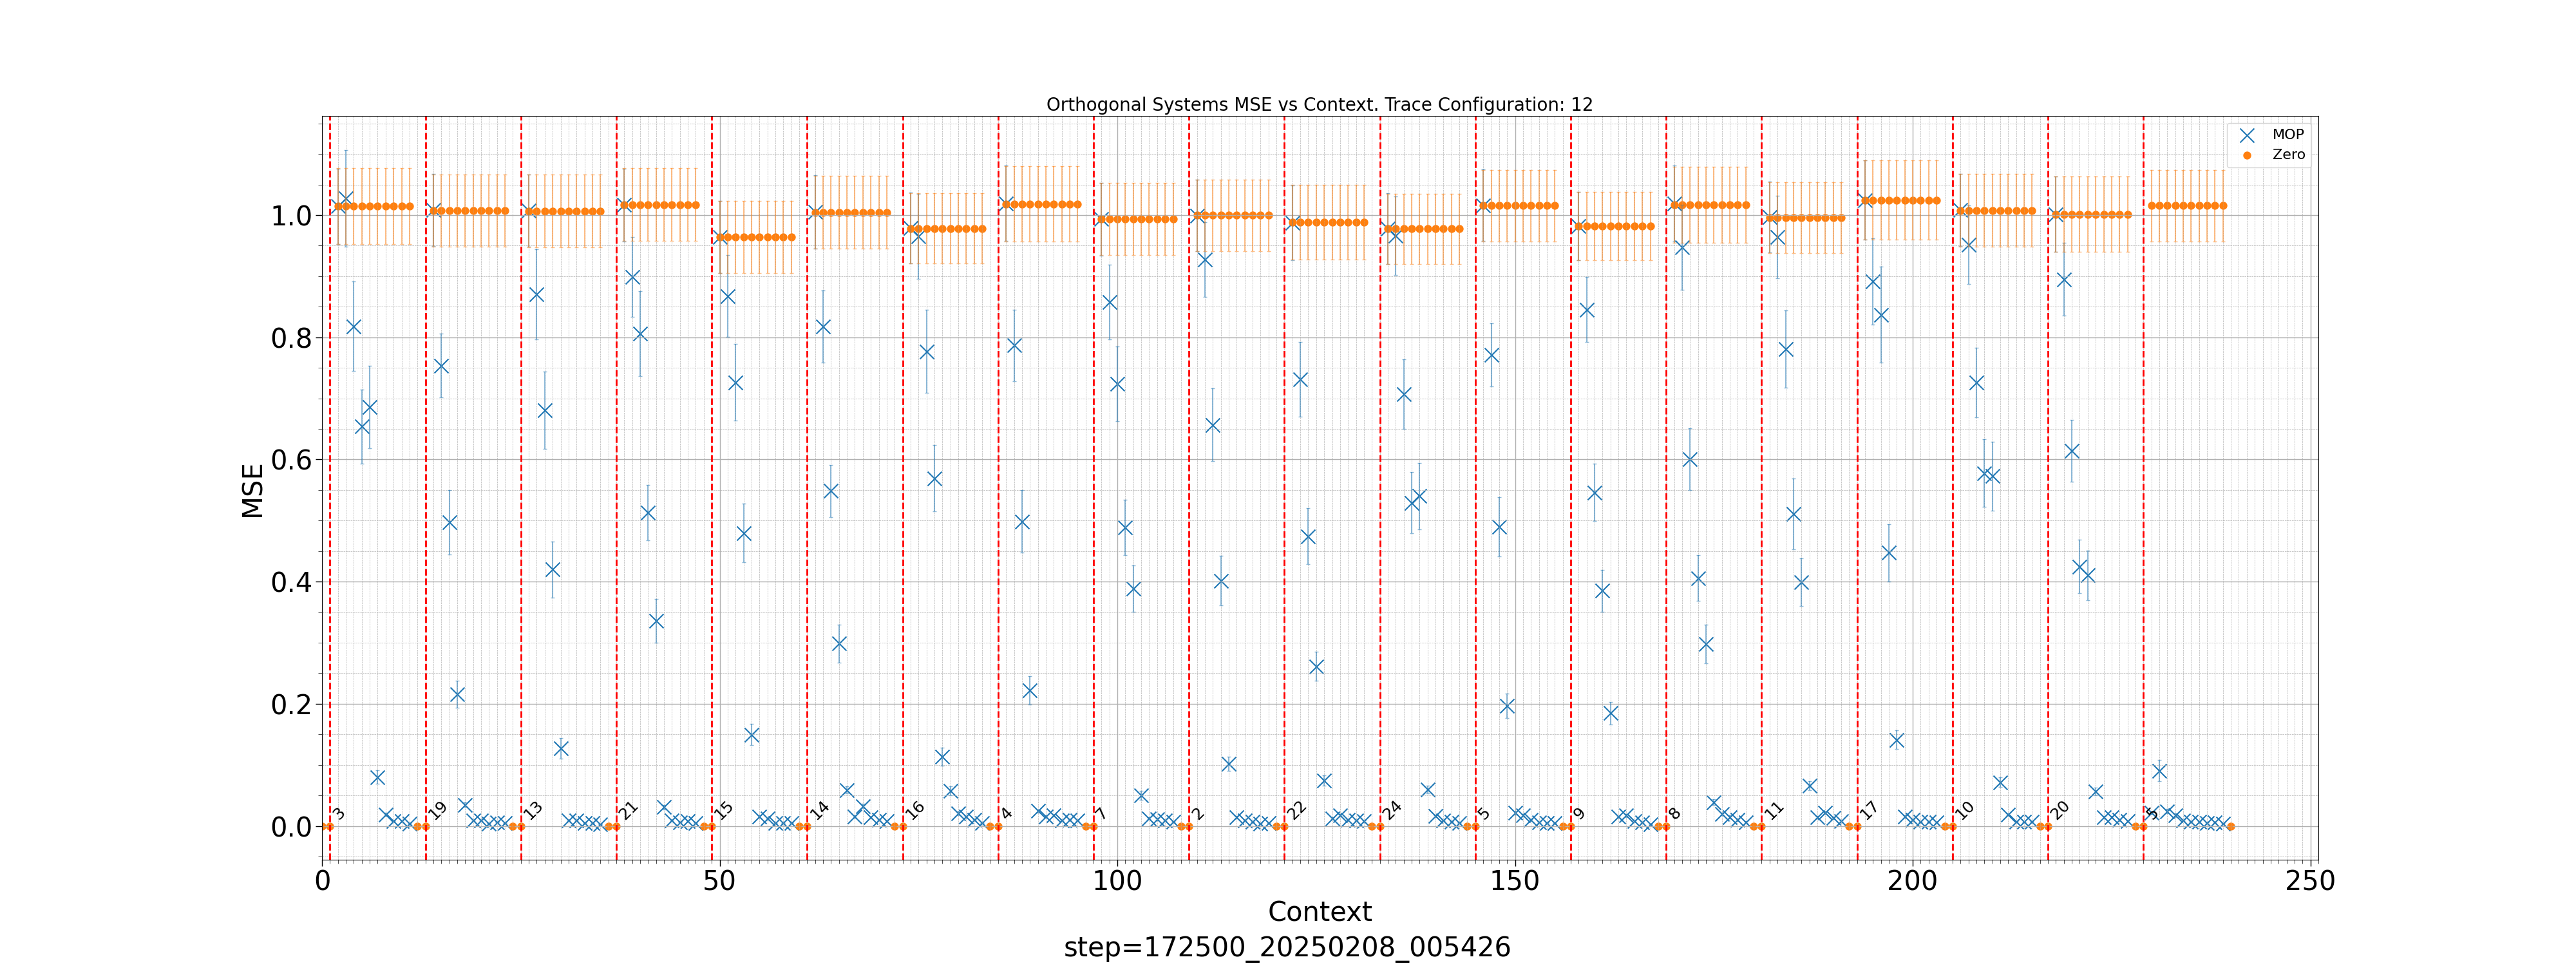 Orthogonal Systems MSE vs Context. Trace Configuration: 12
MOP
Zero
1.0
0.8
0.6
0.4
0.2
0.0
MSE
3 19 13 21 15 14 16 4 7 2 22 24 5 9 8 11 17 10 20 5
0 50 100 150 200 250
Context
step=172500_20250208_005426